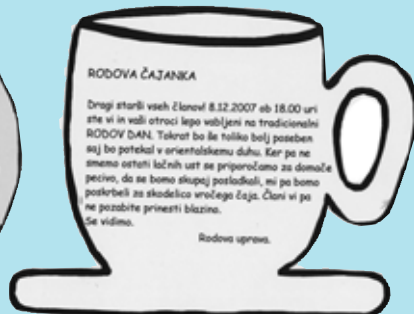 RODOVA ČAJANKA
Dragi starši vseh članov! 8.12.2007 ob 18.00 uri
ste vi in vaši otroci lepo vabljeni na tradicionalni
RODOV DAN. Tokrat bo še toliko bolj poseben
saj bo potekal v orientalskemu duhu. Ker pa ne
smemo ostati lačnih ust se priporočamo za domače
pecivo, da se bomo skupaj posladkali, mi pa bomo
poskrbeli za skodelico vročega čaja. Člani vi pa
ne pozabite prinesti blazino.
Se vidimo.
Rodova uprava.